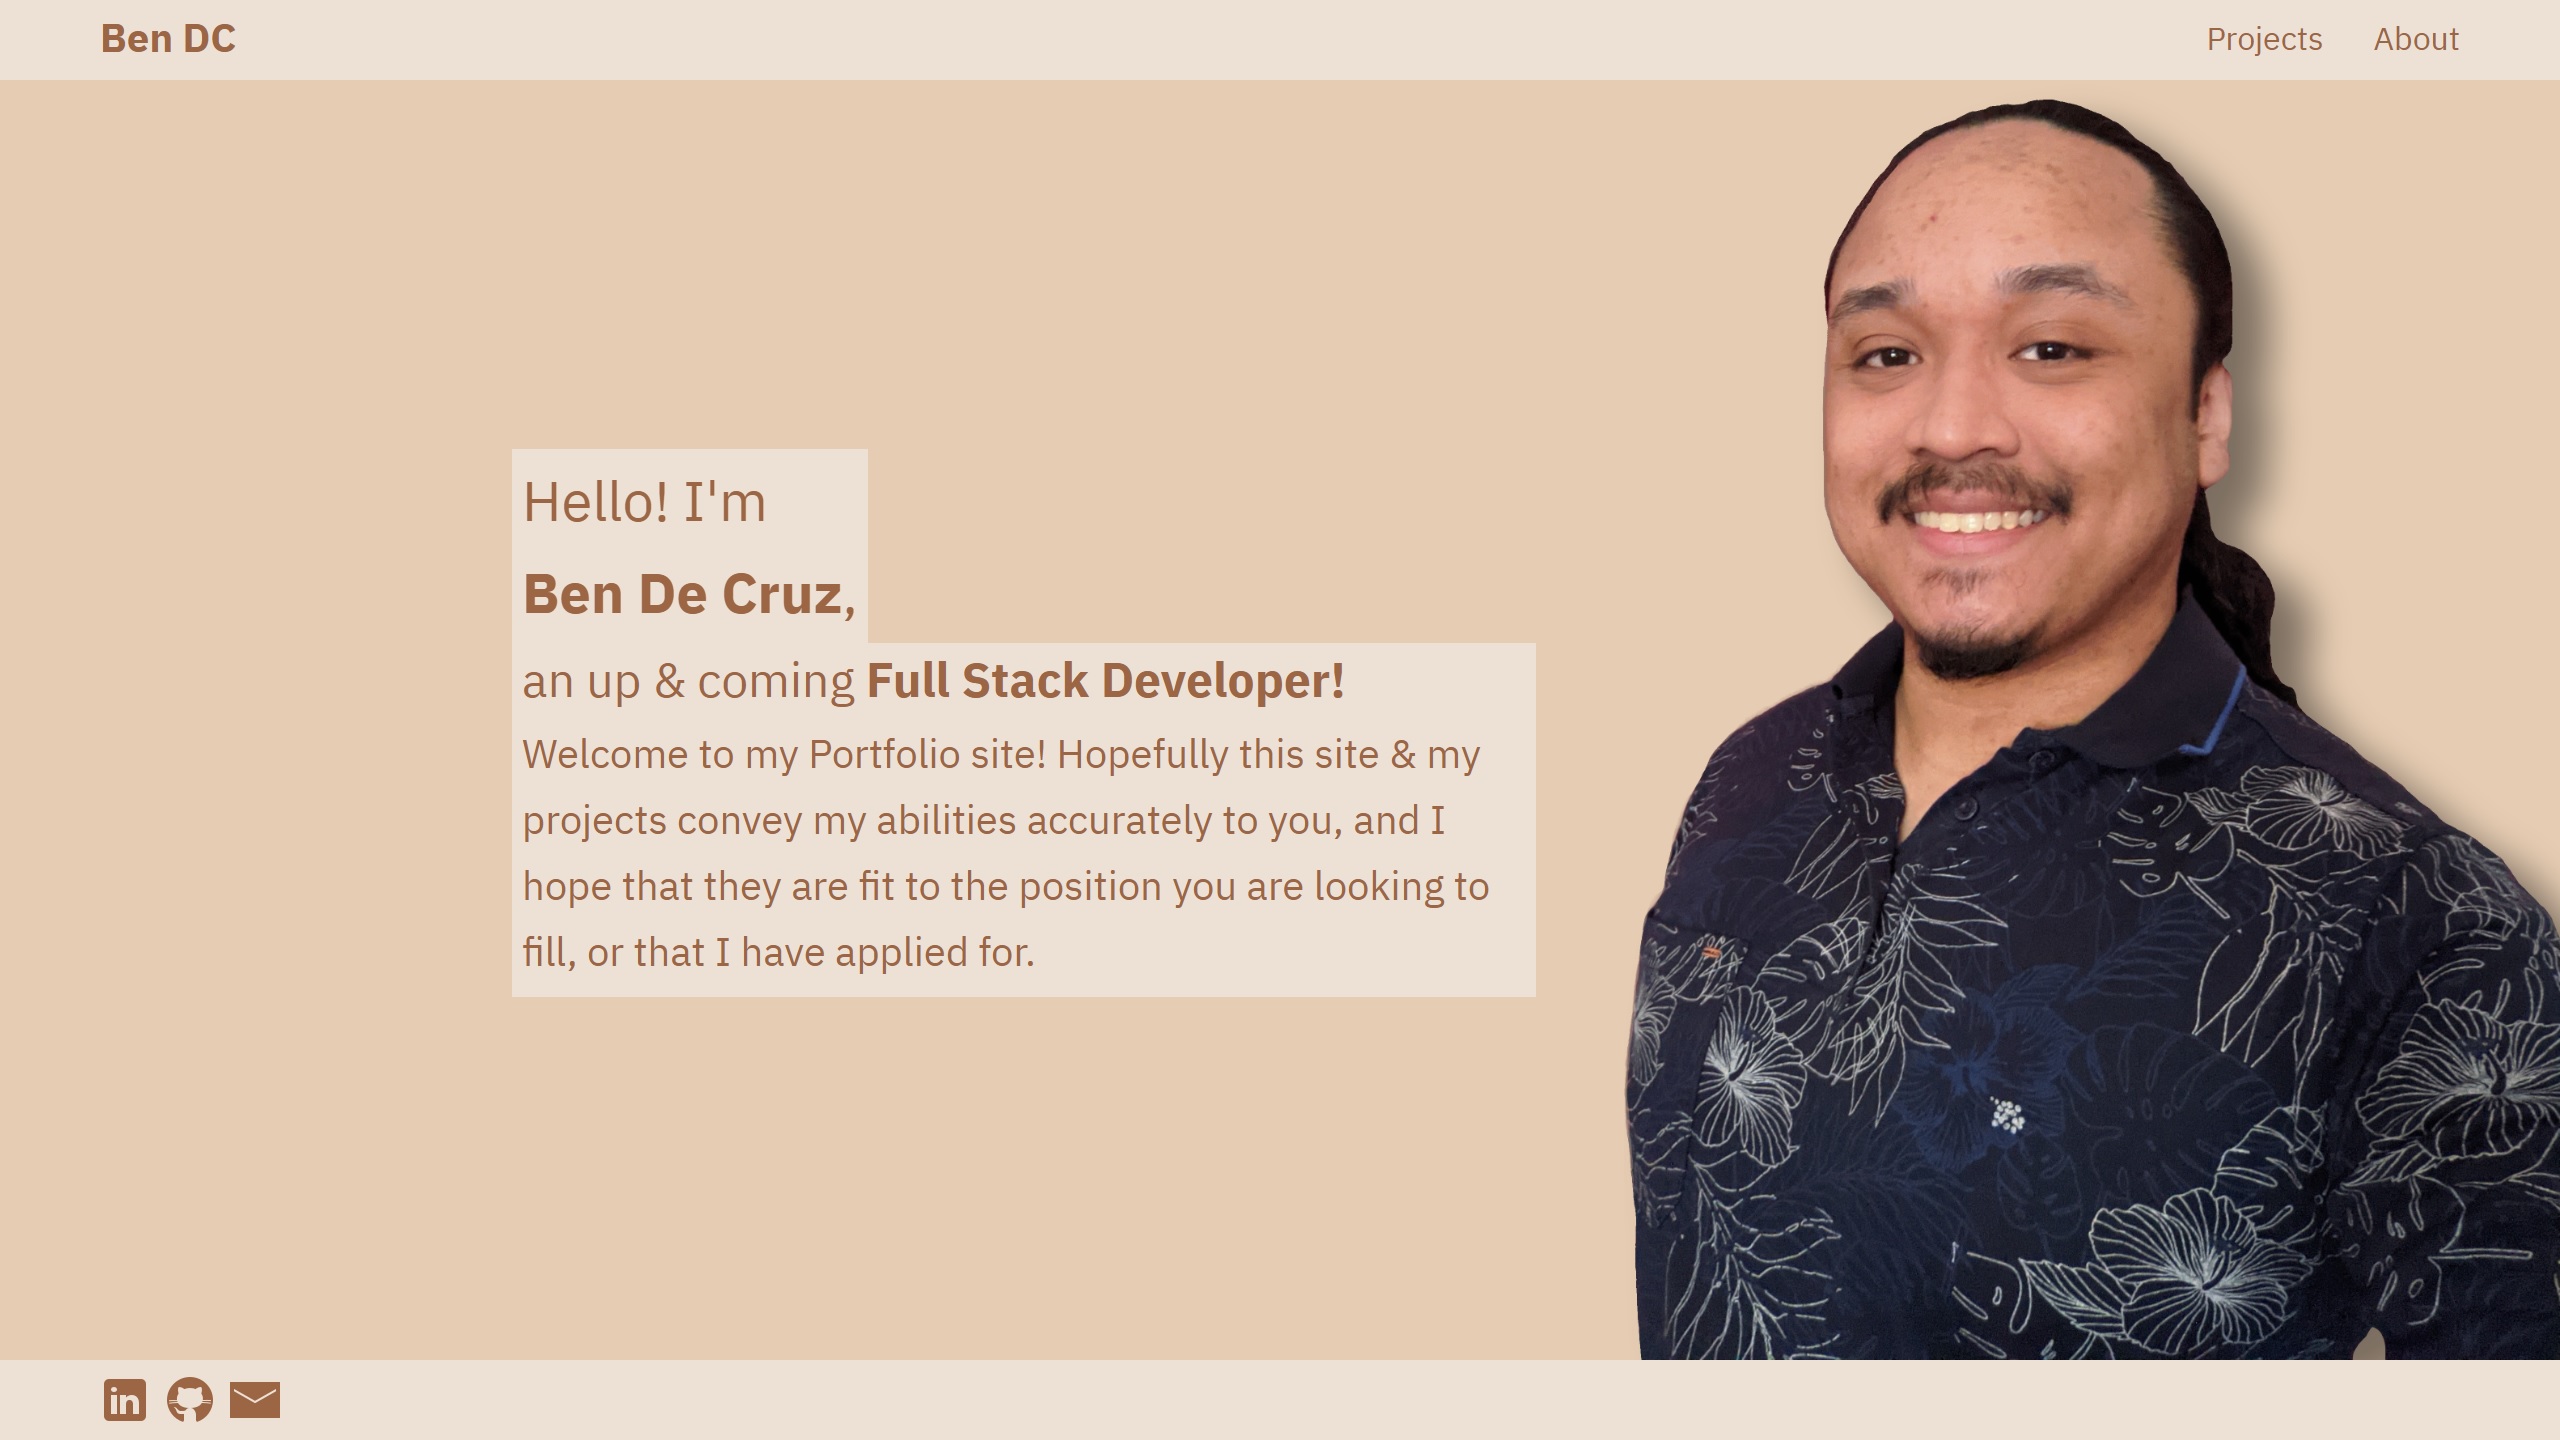 Ben DC
Projects
About
Hello! I'm
Ben De Cruz,
an up & coming Full Stack Developer!
Welcome to my Portfolio site! Hopefully this site & my
projects convey my abilities accurately to you, and I
hope that they are fit to the position you are looking to
fill, or that I have applied for.
in